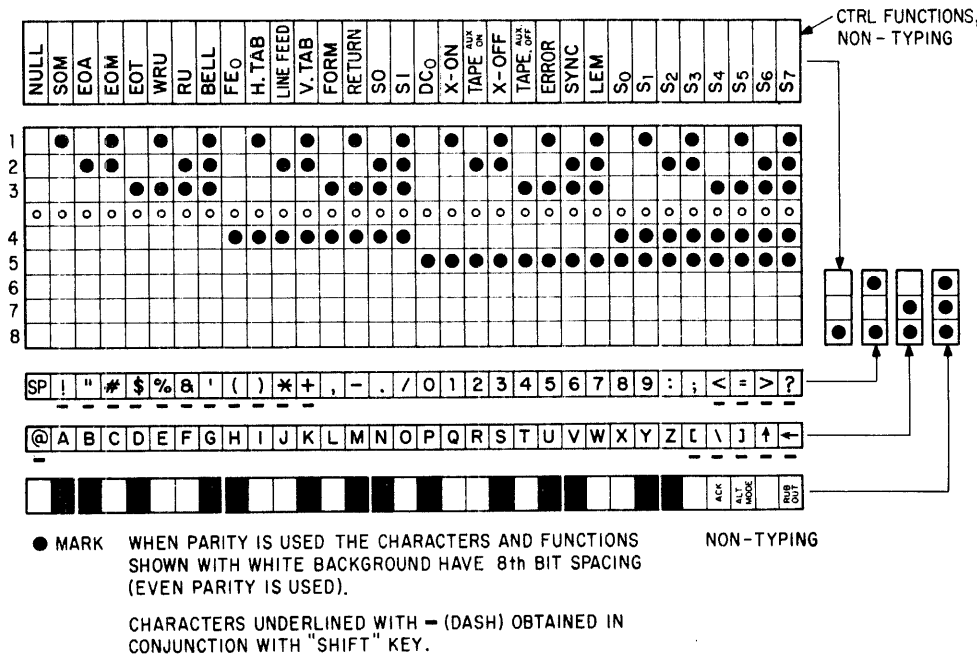 CTRL FUNCTIONS,
NON-TYPING
NULL SOM EOA EOM EOT WRU RU BELL FE0 H. TAB LINE FEED V. TAB FORM RETURN SO SI DC0 X-ON TAPE AUX ON X-OFF TAPE, AUX OFF ERROR SYNC LEM S0 S1 S2 S3 S4 S5 S6 S7
1
2
3
4
5
6
7
8
SP ! " # $ % & ' ( ) * + , - . / 0 1 2 3 4 5 6 7 8 9 : ; < = > ?
@ A B C D E F G H I J K L M N O P Q R S T U V W X Y Z [ \ ] ↑ ←
ACK ALT MODE RUB OUT
● MARK WHEN PARITY IS USED THE CHARACTERS AND FUNCTIONS NON-TYPING
SHOWN WITH WHITE BACKGROUND HAVE 8th BIT SPACING
(EVEN PARITY IS USED).
CHARACTERS UNDERLINED WITH – (DASH) OBTAINED IN
CONJUNCTION WITH "SHIFT" KEY.